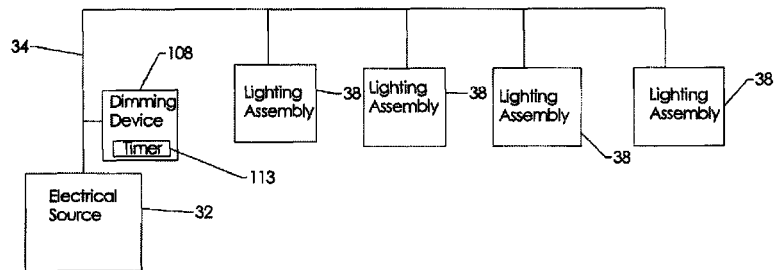 34
108
Dimming
Device
Timer
113
Electrical
Source
32
Lighting
Assembly
38
Lighting
Assembly
38
Lighting
Assembly
38
Lighting
Assembly
38